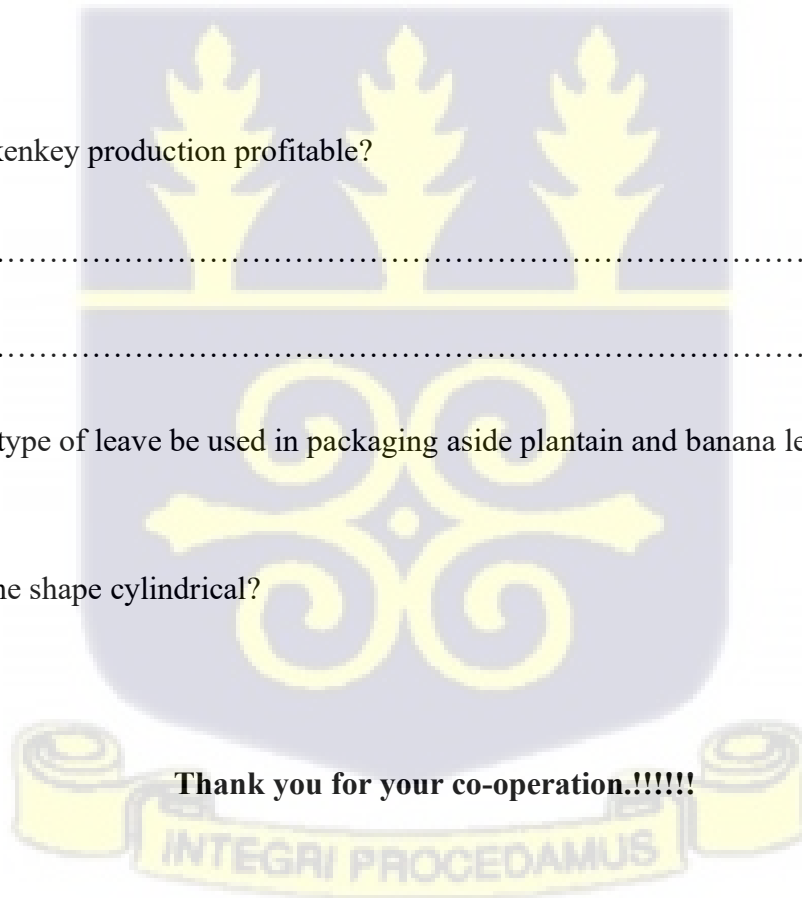 kenkey production profitable?
……………………………………………………………………
……………………………………………………………………
type of leave be used in packaging aside plantain and banana le
he shape cylindrical?
Thank you for your co-operation.!!!!!!
INTEGRI PROCEDAMUS